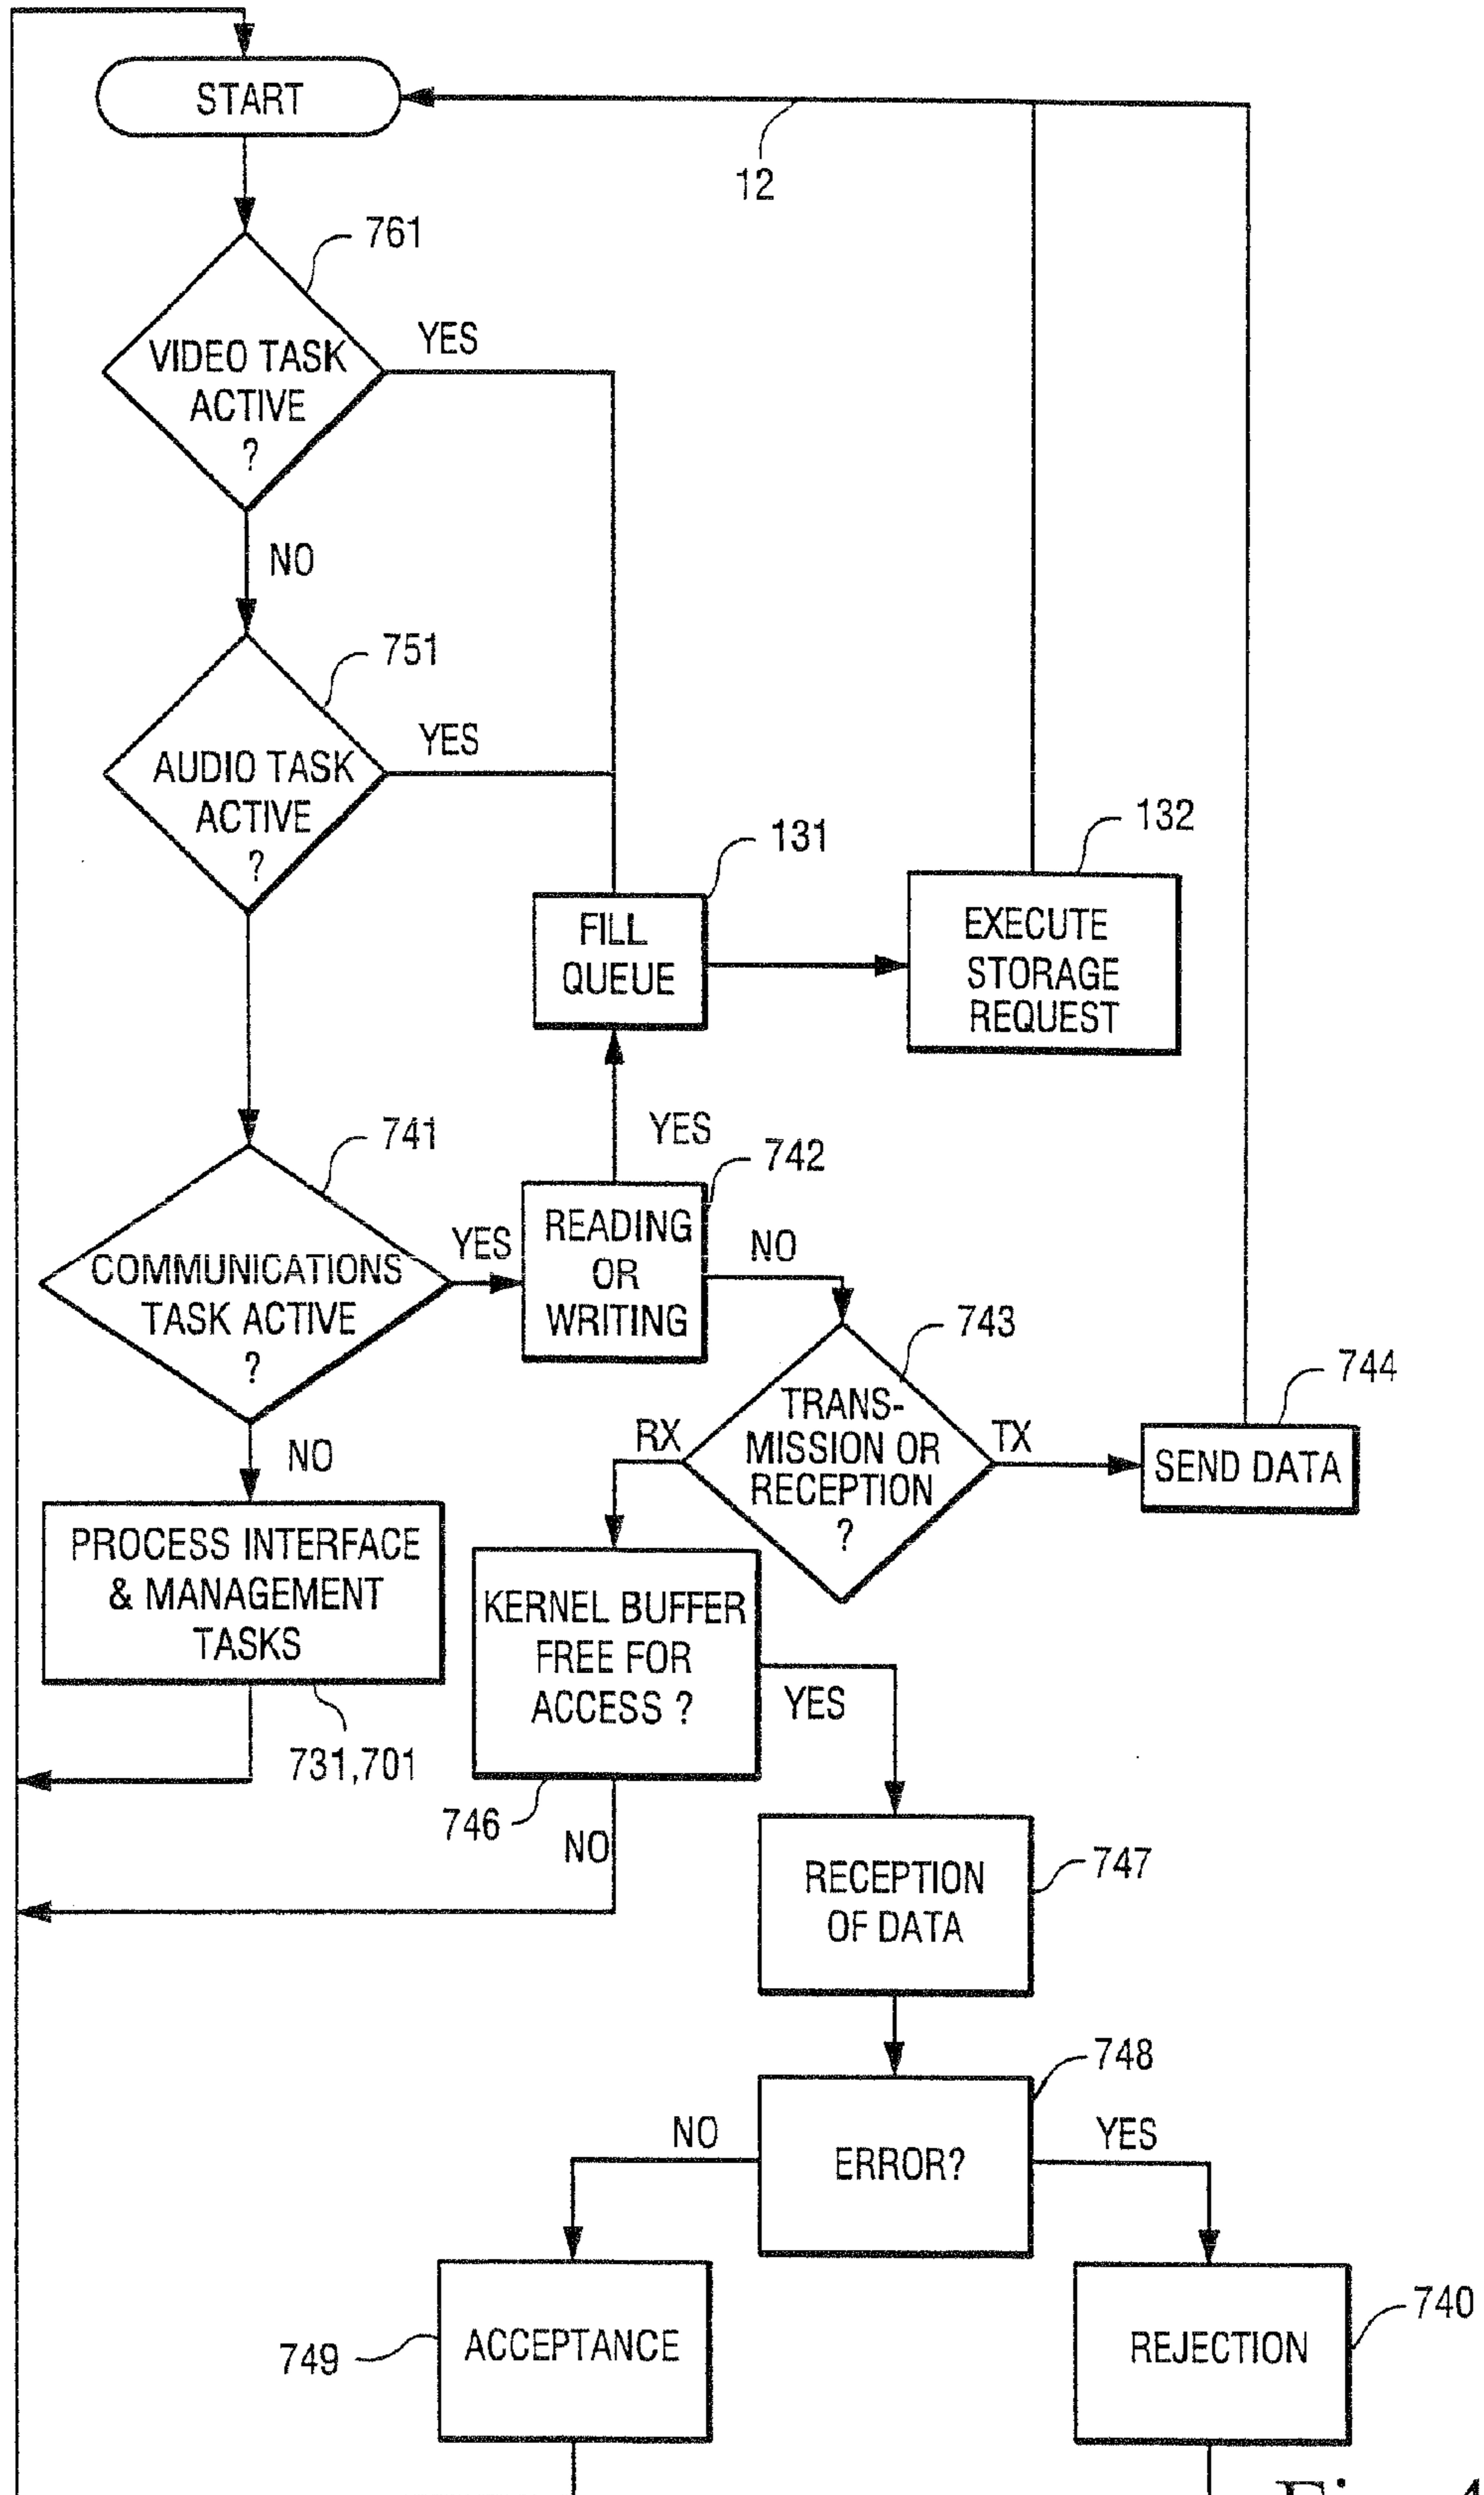 START
12
761
VIDEO TASK
ACTIVE
?
YES
NO
751
AUDIO TASK
ACTIVE
?
YES
131
FILL
QUEUE
132
EXECUTE
STORAGE
REQUEST
741
COMMUNICATIONS
TASK ACTIVE
?
YES
YES
742
READING
OR
WRITING
NO
743
TRANS-
MISSION OR
RECEPTION
?
RX
TX
744
SEND DATA
NO
PROCESS INTERFACE
& MANAGEMENT
TASKS
731,701
KERNEL BUFFER
FREE FOR
ACCESS ?
746
NO
YES
RECEPTION
OF DATA
747
748
ERROR?
NO
YES
749
ACCEPTANCE
REJECTION
740